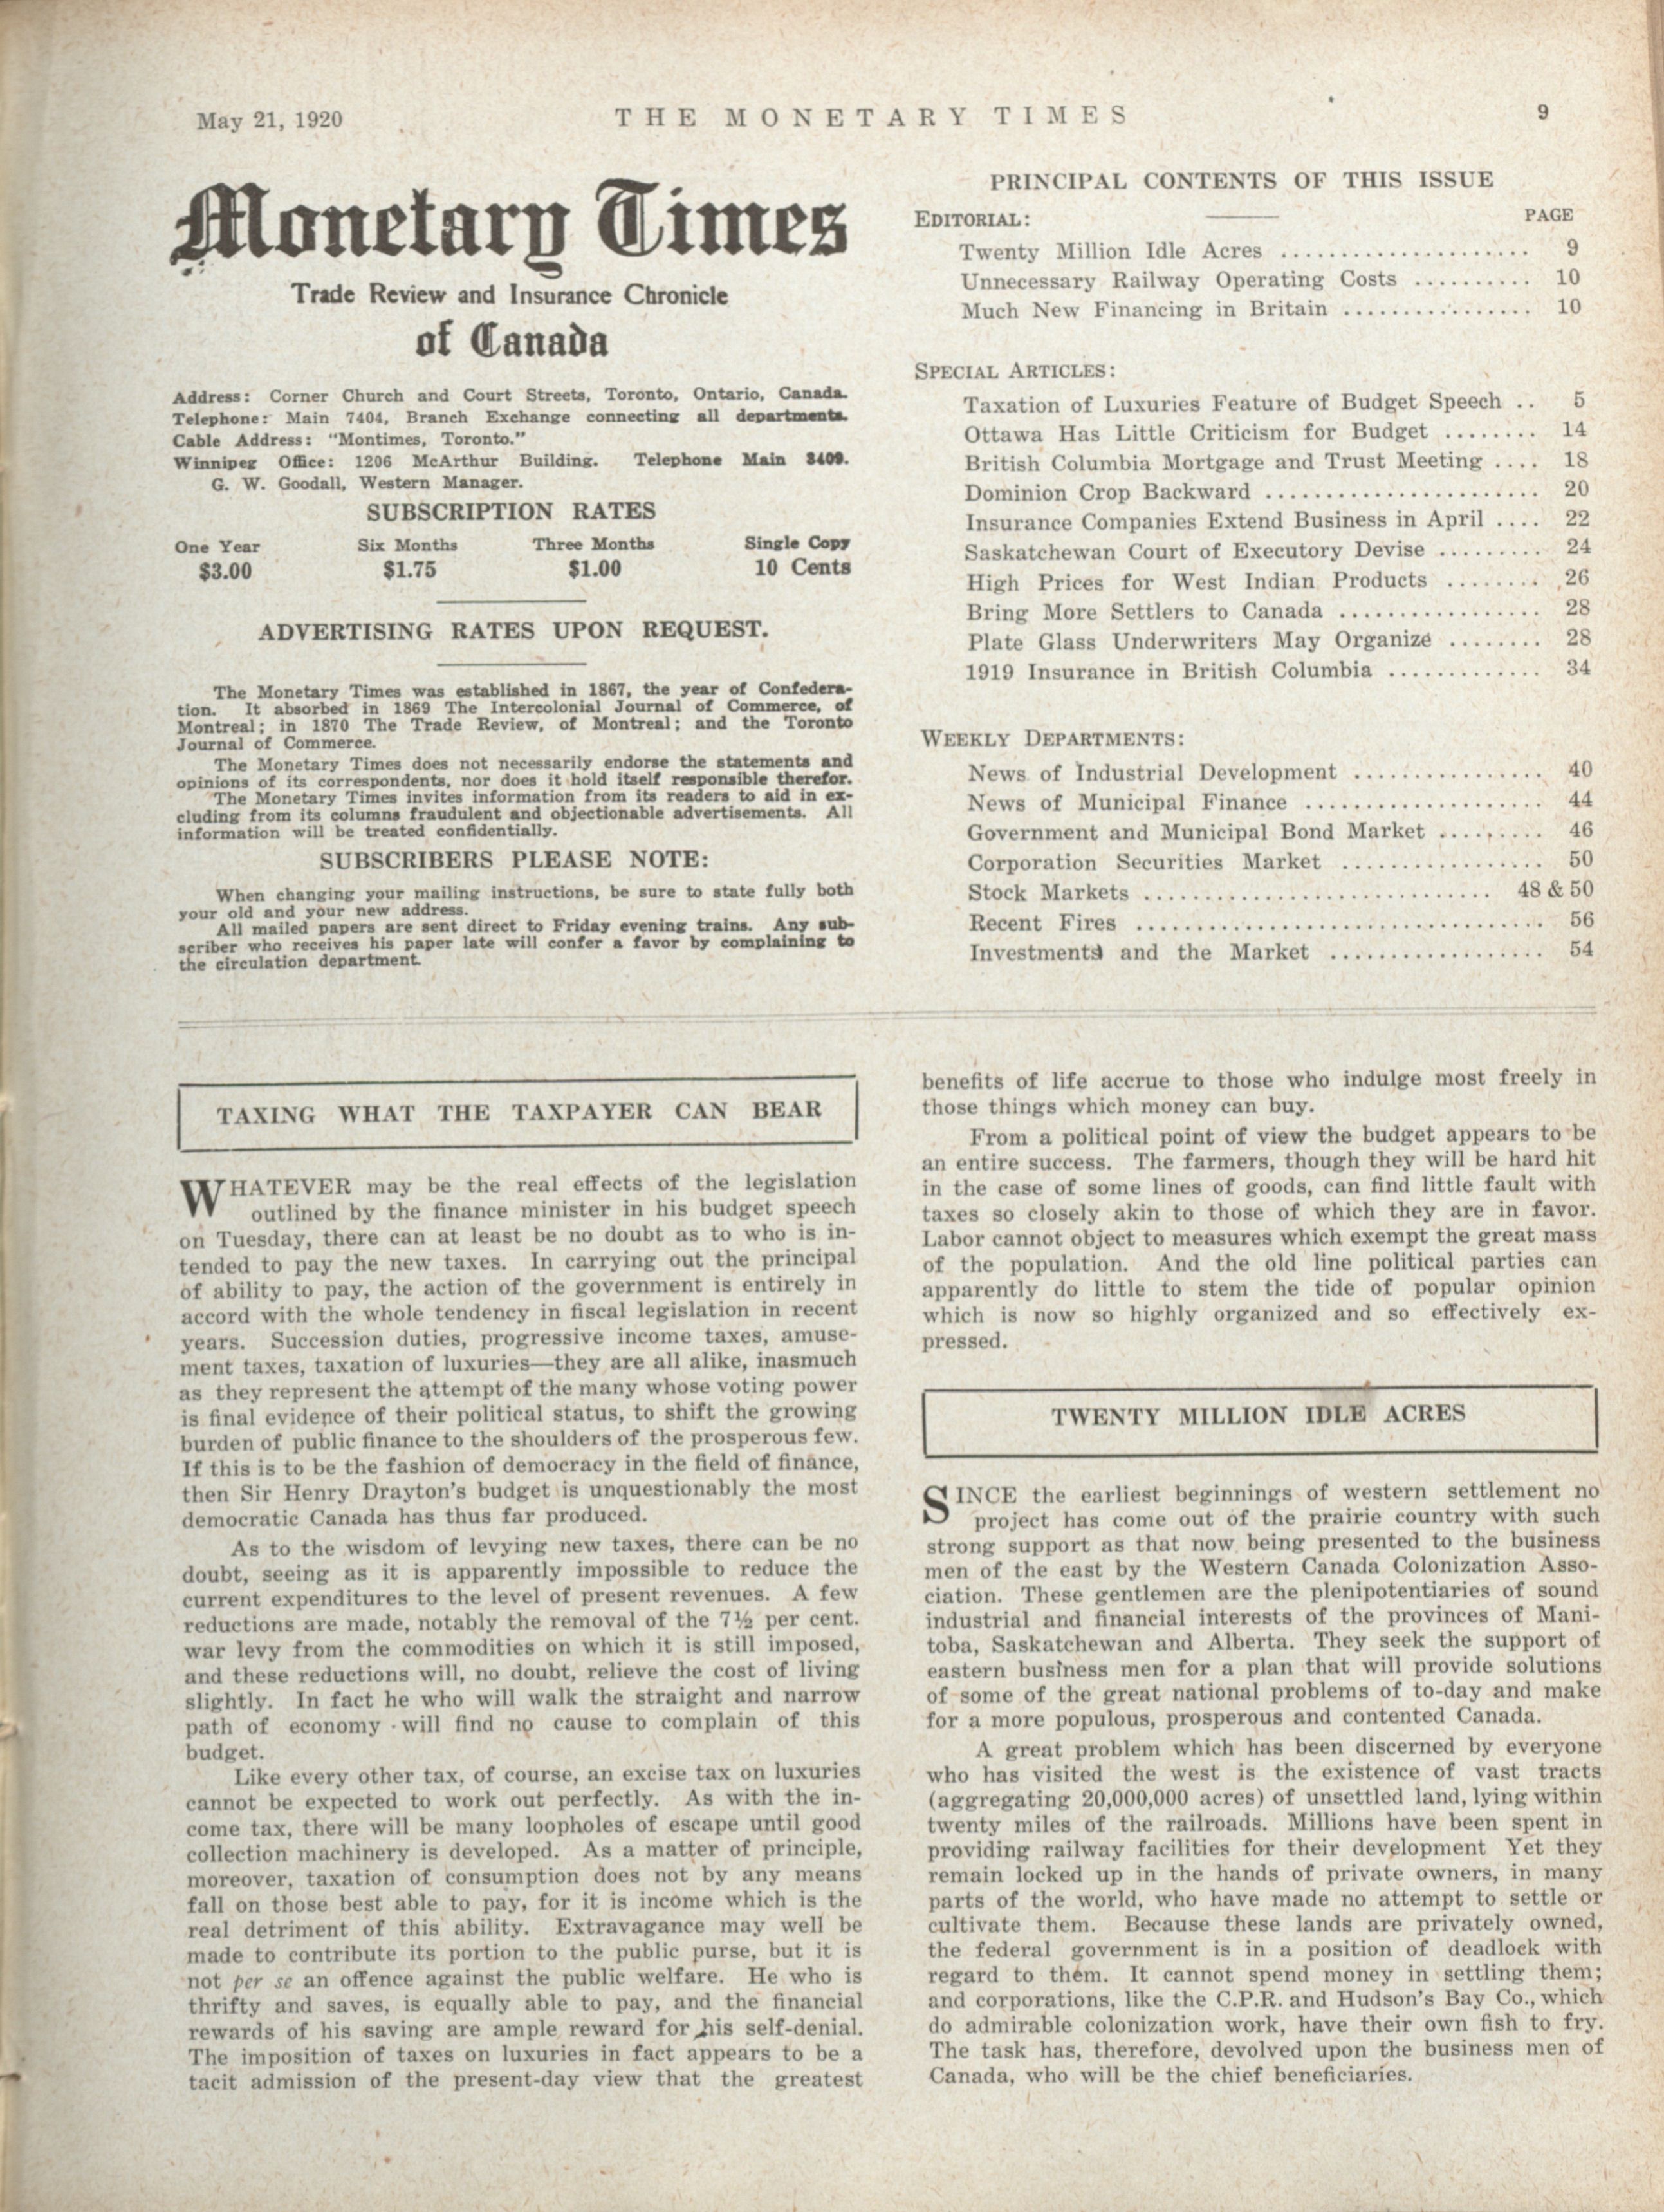 May 21, 1920
THE MONETARY TIMES
9
Monetary Times
Trade Review and Insurance Chronicle
of Canada
Address: Corner Church and Court Streets, Toronto, Ontario, Canada.
Telephone: Main 7404, Branch Exchange connecting all departments.
Cable Address: "Montimes, Toronto."
Winnipeg Office: 1206 McArthur Building. Telephone Main 3409.
G. W. Goodall, Western Manager.
SUBSCRIPTION RATES
One Year Six Months Three Months Single Copy
$3.00 $1.75 $1.00 10 Cents
ADVERTISING RATES UPON REQUEST.
The Monetary Times was established in 1867, the year of Confedera-
tion. It absorbed in 1869 The Intercolonial Journal of Commerce, of
Montreal; in 1870 The Trade Review, of Montreal; and the Toronto
Journal of Commerce.
The Monetary Times does not necessarily endorse the statements and
opinions of its correspondents, nor does it hold itself responsible therefor.
The Monetary Times invites information from its readers to aid in ex-
cluding from its columns fraudulent and objectionable advertisements. All
information will be treated confidentially.
SUBSCRIBERS PLEASE NOTE:
When changing your mailing instructions, be sure to state fully both
your old and your new address.
All mailed papers are sent direct to Friday evening trains. Any sub-
scriber who receives his paper late will confer a favor by complaining to
the circulation department.
PRINCIPAL CONTENTS OF THIS ISSUE
EDITORIAL: PAGE
Twenty Million Idle Acres ..................... 9
Unnecessary Railway Operating Costs .......... 10
Much New Financing in Britain ................ 10
SPECIAL ARTICLES:
Taxation of Luxuries Feature of Budget Speech .. 5
Ottawa Has Little Criticism for Budget ........ 14
British Columbia Mortgage and Trust Meeting .... 18
Dominion Crop Backward ....................... 20
Insurance Companies Extend Business in April .... 22
Saskatchewan Court of Executory Devise ......... 24
High Prices for West Indian Products ........ 26
Bring More Settlers to Canada ................. 28
Plate Glass Underwriters May Organize ........ 28
1919 Insurance in British Columbia ............. 34
WEEKLY DEPARTMENTS:
News of Industrial Development ................ 40
News of Municipal Finance .................... 44
Government and Municipal Bond Market ......... 46
Corporation Securities Market ................. 50
Stock Markets .............................. 48 & 50
Recent Fires ................................... 56
Investments and the Market .................. 54
TAXING WHAT THE TAXPAYER CAN BEAR
WHATEVER may be the real effects of the legislation
outlined by the finance minister in his budget speech
on Tuesday, there can at least be no doubt as to who is in-
tended to pay the new taxes. In carrying out the principal
of ability to pay, the action of the government is entirely in
accord with the whole tendency in fiscal legislation in recent
years. Succession duties, progressive income taxes, amuse-
ment taxes, taxation of luxuries—they are all alike, inasmuch
as they represent the attempt of the many whose voting power
is final evidence of their political status, to shift the growing
burden of public finance to the shoulders of the prosperous few.
If this is to be the fashion of democracy in the field of finance,
then Sir Henry Drayton's budget is unquestionably the most
democratic Canada has thus far produced.
As to the wisdom of levying new taxes, there can be no
doubt, seeing as it is apparently impossible to reduce the
current expenditures to the level of present revenues. A few
reductions are made, notably the removal of the 7½ per cent.
war levy from the commodities on which it is still imposed,
and these reductions will, no doubt, relieve the cost of living
slightly. In fact he who will walk the straight and narrow
path of economy will find no cause to complain of this
budget.
Like every other tax, of course, an excise tax on luxuries
cannot be expected to work out perfectly. As with the in-
come tax, there will be many loopholes of escape until good
collection machinery is developed. As a matter of principle,
moreover, taxation of consumption does not by any means
fall on those best able to pay, for it is income which is the
real detriment of this ability. Extravagance may well be
made to contribute its portion to the public purse, but it is
not per se an offence against the public welfare. He who is
thrifty and saves, is equally able to pay, and the financial
rewards of his saving are ample reward for his self-denial.
The imposition of taxes on luxuries in fact appears to be a
tacit admission of the present-day view that the greatest
benefits of life accrue to those who indulge most freely in
those things which money can buy.
From a political point of view the budget appears to be
an entire success. The farmers, though they will be hard hit
in the case of some lines of goods, can find little fault with
taxes so closely akin to those of which they are in favor.
Labor cannot object to measures which exempt the great mass
of the population. And the old line political parties can
apparently do little to stem the tide of popular opinion
which is now so highly organized and so effectively ex-
pressed.
TWENTY MILLION IDLE ACRES
SINCE the earliest beginnings of western settlement no
project has come out of the prairie country with such
strong support as that now being presented to the business
men of the east by the Western Canada Colonization Asso-
ciation. These gentlemen are the plenipotentiaries of sound
industrial and financial interests of the provinces of Mani-
toba, Saskatchewan and Alberta. They seek the support of
eastern business men for a plan that will provide solutions
of some of the great national problems of to-day and make
for a more populous, prosperous and contented Canada.
A great problem which has been discerned by everyone
who has visited the west is the existence of vast tracts
(aggregating 20,000,000 acres) of unsettled land, lying within
twenty miles of the railroads. Millions have been spent in
providing railway facilities for their development Yet they
remain locked up in the hands of private owners, in many
parts of the world, who have made no attempt to settle or
cultivate them. Because these lands are privately owned,
the federal government is in a position of deadlock with
regard to them. It cannot spend money in settling them;
and corporations, like the C.P.R. and Hudson's Bay Co., which
do admirable colonization work, have their own fish to fry.
The task has, therefore, devolved upon the business men of
Canada, who will be the chief beneficiaries.